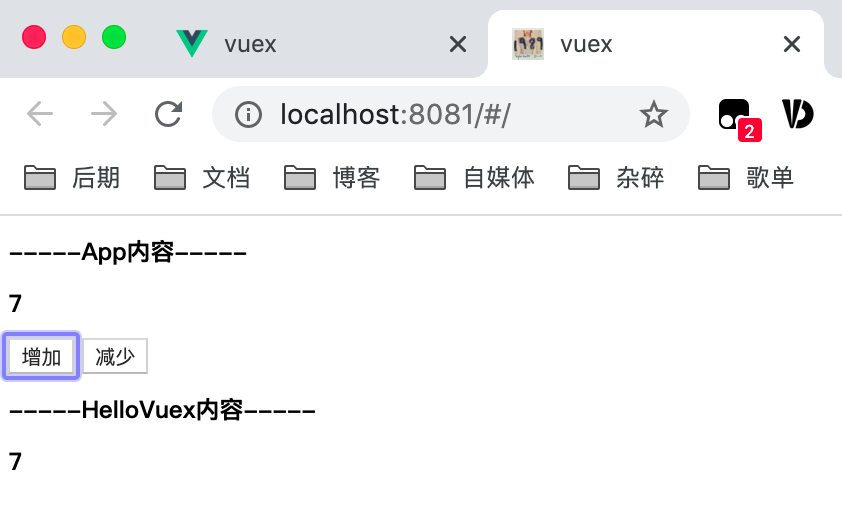 vuex
vuex
localhost:8081/#/
2
后期 文档 博客 自媒体 杂碎 歌单
-----App内容-----
7
增加 减少
-----HelloVuex内容-----
7